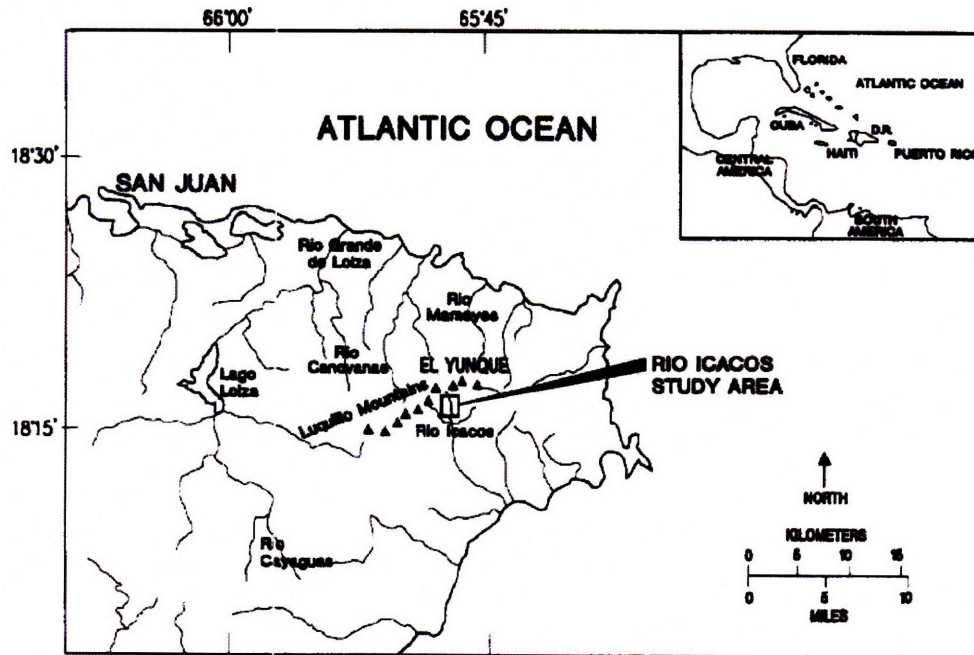 66°00'
65°45'
ATLANTIC OCEAN
18°30'
SAN JUAN
Rio Grande
de Loiza
Rio
Mameyes
Rio
Canovanas
EL YUNQUE
Lago
Loiza
Luquillo Mountains
18°15'
Rio Icacos
RIO ICACOS
STUDY AREA
Rio
Cayaguas
FLORIDA
ATLANTIC OCEAN
CUBA
D.R.
HAITI
PUERTO RICO
CENTRAL
AMERICA
SOUTH
AMERICA
NORTH
KILOMETERS
0 5 10 15
0 5 10
MILES